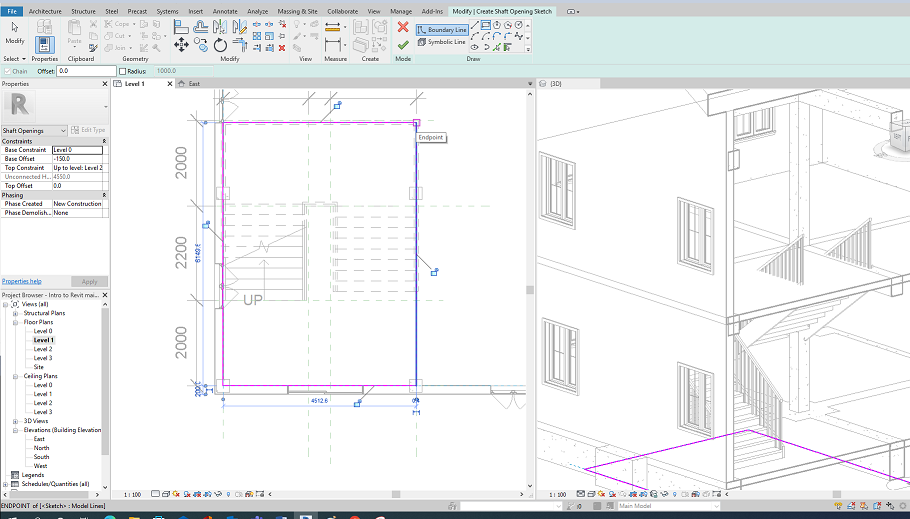 File Architecture Structure Steel Precast Systems Insert Annotate Analyze Massing & Site Collaborate View Manage Add-Ins Modify | Create Shaft Opening Sketch
Modify
Paste
Cope
Cut
Join
Boundary Line
Symbolic Line
Select Properties Clipboard Geometry Modify View Measure Create Mode Draw
Chain Offset: 0.0 Radius: 1000.0
Properties
Level 1
East
{3D}
R
Shaft Openings
Edit Type
Constraints
Base Constraint Level 0
Base Offset -150.0
Top Constraint Up to level: Level 2
Unconnected H... 4550.0
Top Offset 0.0
Phasing
Phase Created New Construction
Phase Demolish... None
Properties help
Apply
Project Browser - Intro to Revit ma...
Views (all)
Structural Plans
Floor Plans
Level 0
Level 1
Level 2
Level 3
Site
Ceiling Plans
Level 0
Level 1
Level 2
Level 3
3D Views
Elevations (Building Elevation
East
North
South
West
Legends
Schedules/Quantities (all)
Endpoint
2000
2200
2000
UP
4512.6
1 : 100
1 : 100
ENDPOINT of [<Sketch> : Model Lines]
:0
Main Model